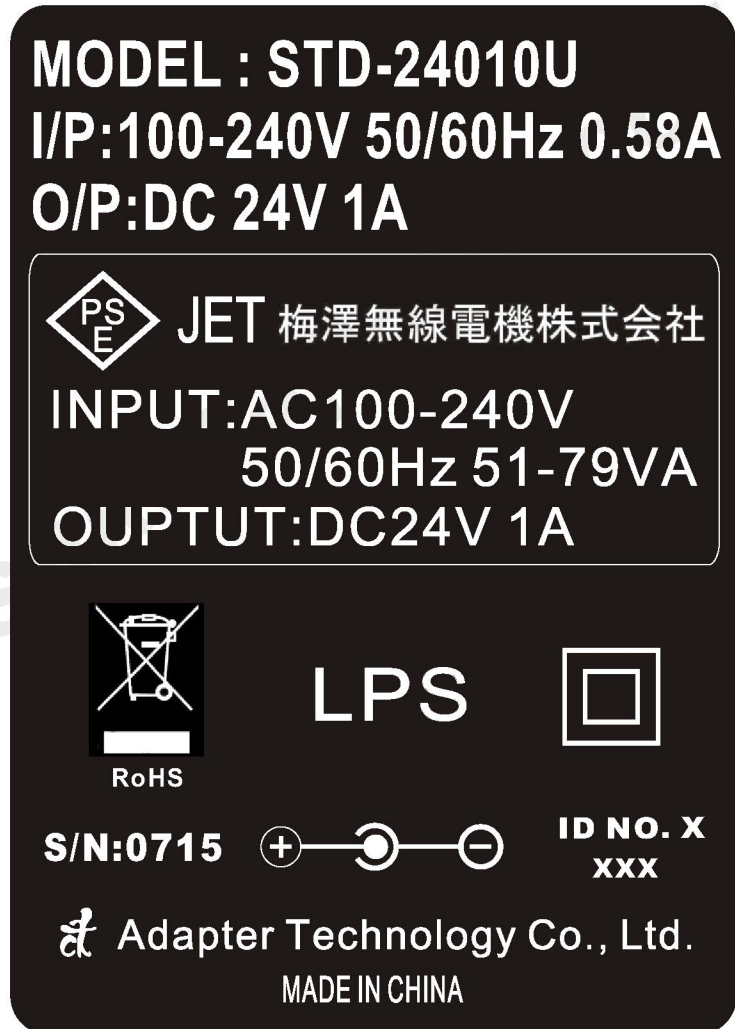 MODEL : STD-24010U
I/P:100-240V 50/60Hz 0.58A
O/P:DC 24V 1A
PS
E
JET 梅澤無線電機株式会社
INPUT:AC100-240V
50/60Hz 51-79VA
OUPTUT:DC24V 1A
LPS
RoHS
S/N:0715 + − ID NO. X
XXX
Adapter Technology Co., Ltd.
MADE IN CHINA